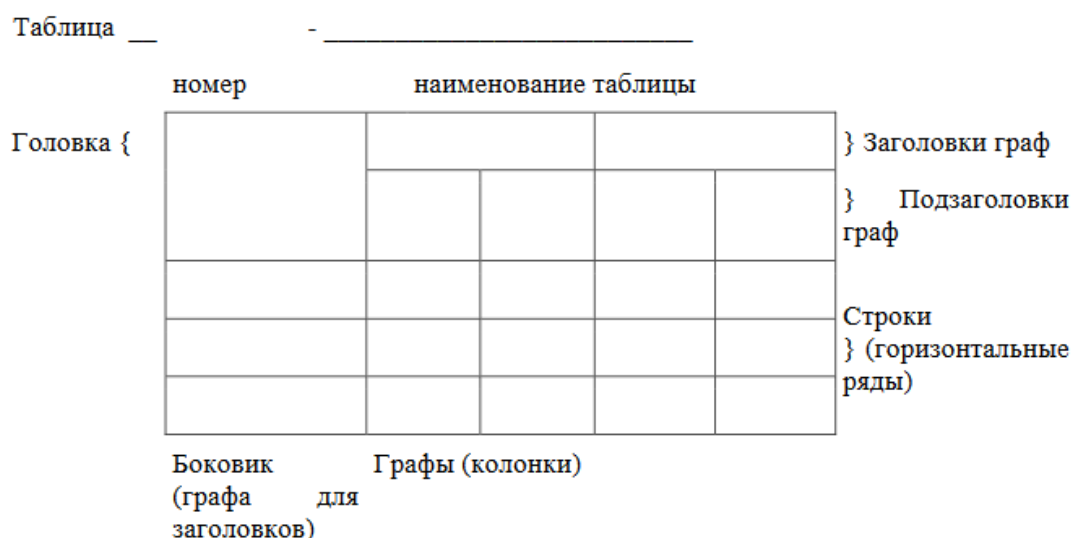 Таблица __ - __________________________
номер наименование таблицы
Головка { } Заголовки граф
} Подзаголовки
граф
Строки
} (горизонтальные
ряды)
Боковик Графы (колонки)
(графа для
заголовков)